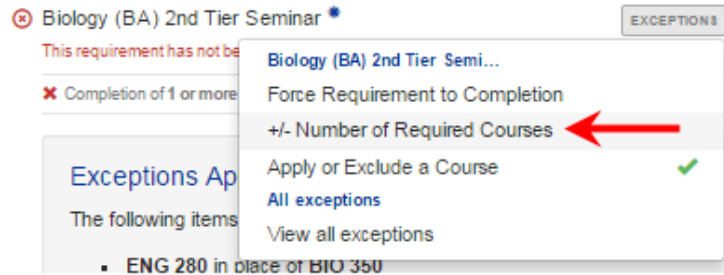 Biology (BA) 2nd Tier Seminar
EXCEPTIONS
This requirement has not be
Biology (BA) 2nd Tier Semi...
Completion of 1 or more
Force Requirement to Completion
+/- Number of Required Courses
Exceptions Ap
Apply or Exclude a Course
All exceptions
The following items
View all exceptions
ENG 280 in place of BIO 350